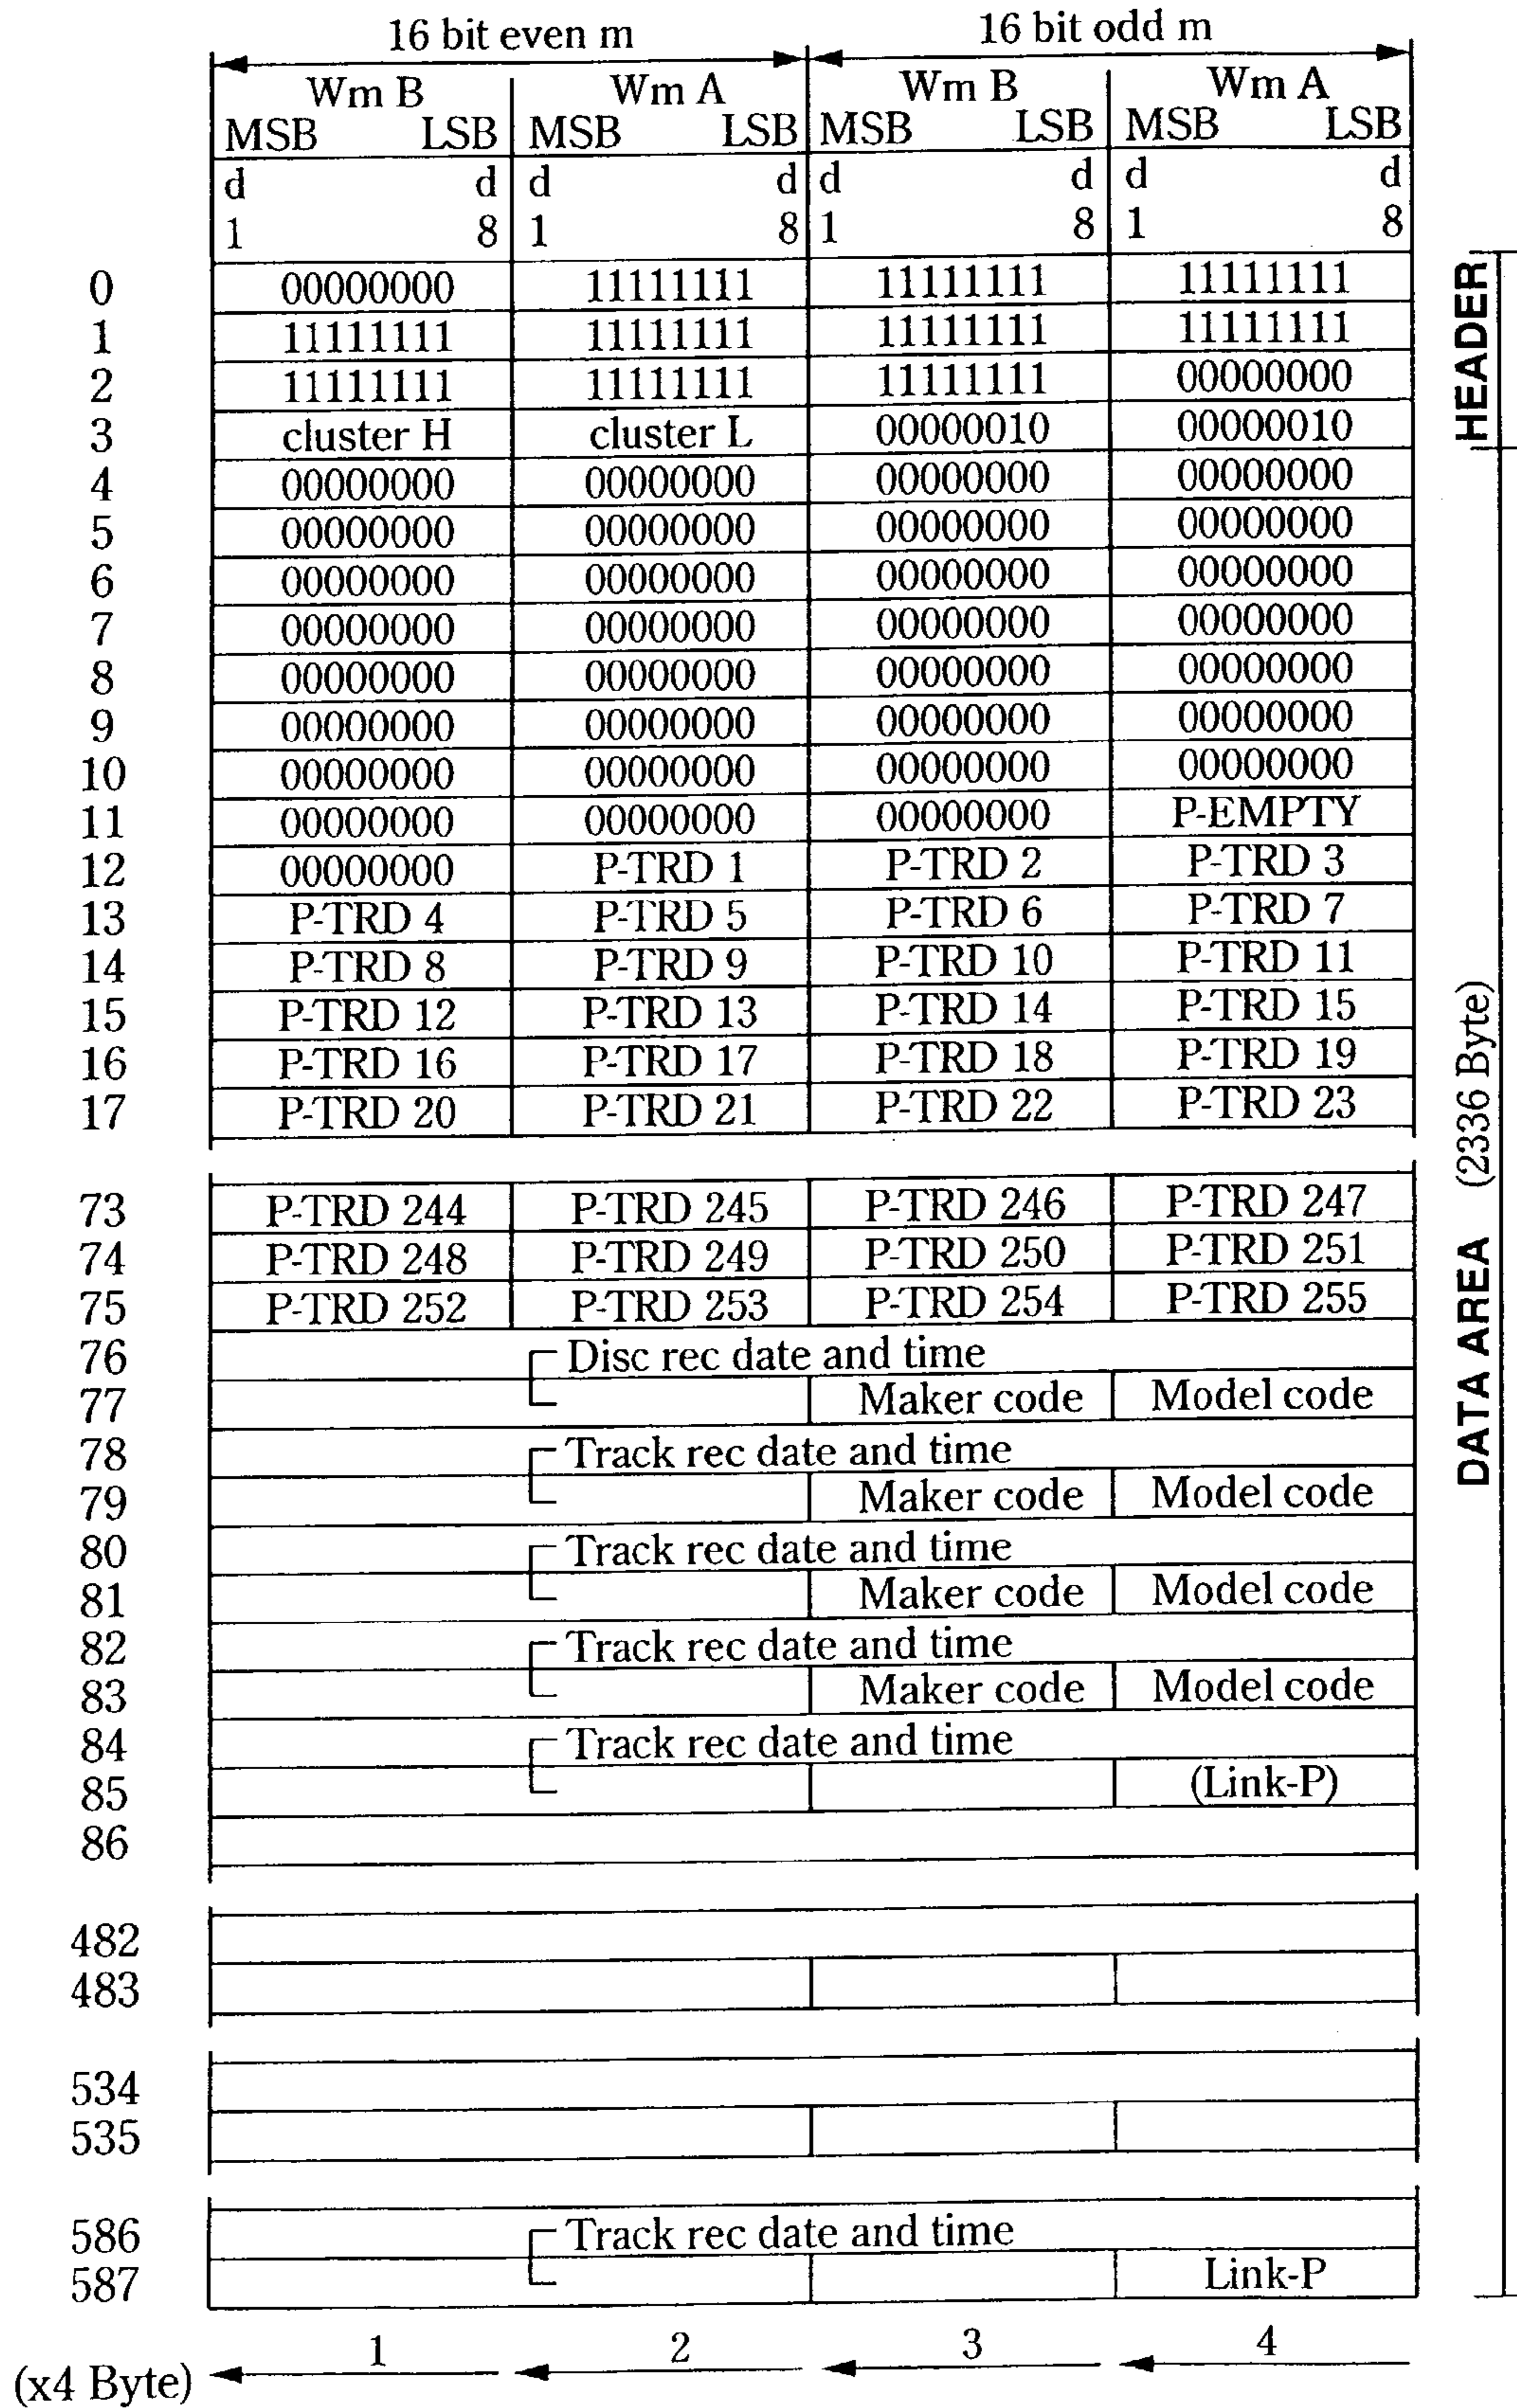 16 bit even m 16 bit odd m
Wm B Wm A Wm B Wm A
MSB LSB MSB LSB MSB LSB MSB LSB
d d d d d d d d
1 8 1 8 1 8 1 8
0 00000000 11111111 11111111 11111111
1 11111111 11111111 11111111 11111111
2 11111111 11111111 11111111 00000000
3 cluster H cluster L 00000010 00000010
4 00000000 00000000 00000000 00000000
5 00000000 00000000 00000000 00000000
6 00000000 00000000 00000000 00000000
7 00000000 00000000 00000000 00000000
8 00000000 00000000 00000000 00000000
9 00000000 00000000 00000000 00000000
10 00000000 00000000 00000000 00000000
11 00000000 00000000 00000000 P-EMPTY
12 00000000 P-TRD 1 P-TRD 2 P-TRD 3
13 P-TRD 4 P-TRD 5 P-TRD 6 P-TRD 7
14 P-TRD 8 P-TRD 9 P-TRD 10 P-TRD 11
15 P-TRD 12 P-TRD 13 P-TRD 14 P-TRD 15
16 P-TRD 16 P-TRD 17 P-TRD 18 P-TRD 19
17 P-TRD 20 P-TRD 21 P-TRD 22 P-TRD 23
73 P-TRD 244 P-TRD 245 P-TRD 246 P-TRD 247
74 P-TRD 248 P-TRD 249 P-TRD 250 P-TRD 251
75 P-TRD 252 P-TRD 253 P-TRD 254 P-TRD 255
76 Disc rec date and time
77 Maker code Model code
78 Track rec date and time
79 Maker code Model code
80 Track rec date and time
81 Maker code Model code
82 Track rec date and time
83 Maker code Model code
84 Track rec date and time
85 (Link-P)
86
482
483
534
535
586 Track rec date and time
587 Link-P
(x4 Byte) 1 2 3 4
HEADER
DATA AREA (2336 Byte)